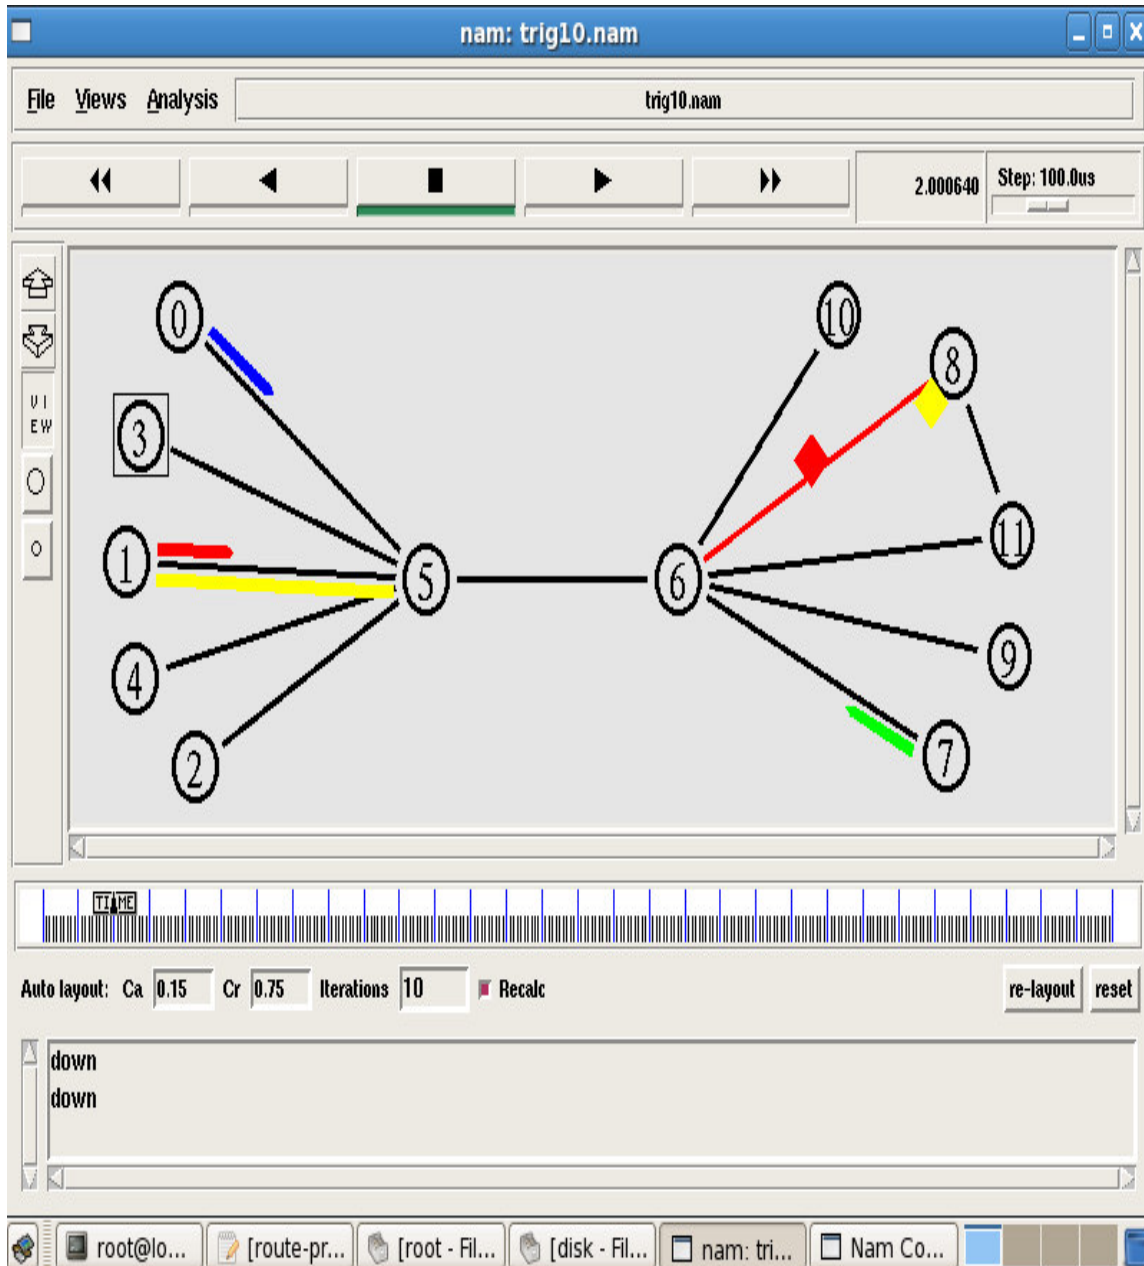 nam: trig10.nam
File Views Analysis trig10.nam
2.000640 Step: 100.0us
VIEW
0
10
8
3
1
5
6
11
4
9
2
7
TIME
Auto layout: Ca 0.15 Cr 0.75 Iterations 10 Recalc re-layout reset
down
down
root@lo... [route-pr... [root - Fil... [disk - Fil... nam: tri... Nam Co...